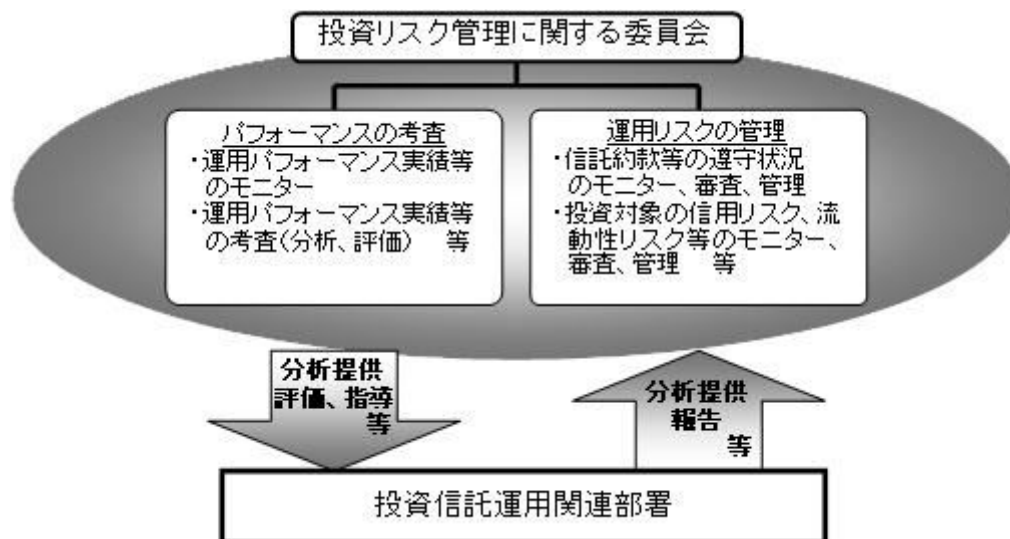 投資リスク管理に関する委員会
パフォーマンスの考査
・運用パフォーマンス実績等
のモニター
・運用パフォーマンス実績等
の考査(分析、評価) 等
運用リスクの管理
・信託約款等の遵守状況
のモニター、審査、管理
・投資対象の信用リスク、流
動性リスク等のモニター、
審査、管理 等
分析提供
評価、指導
等
分析提供
報告
等
投資信託運用関連部署